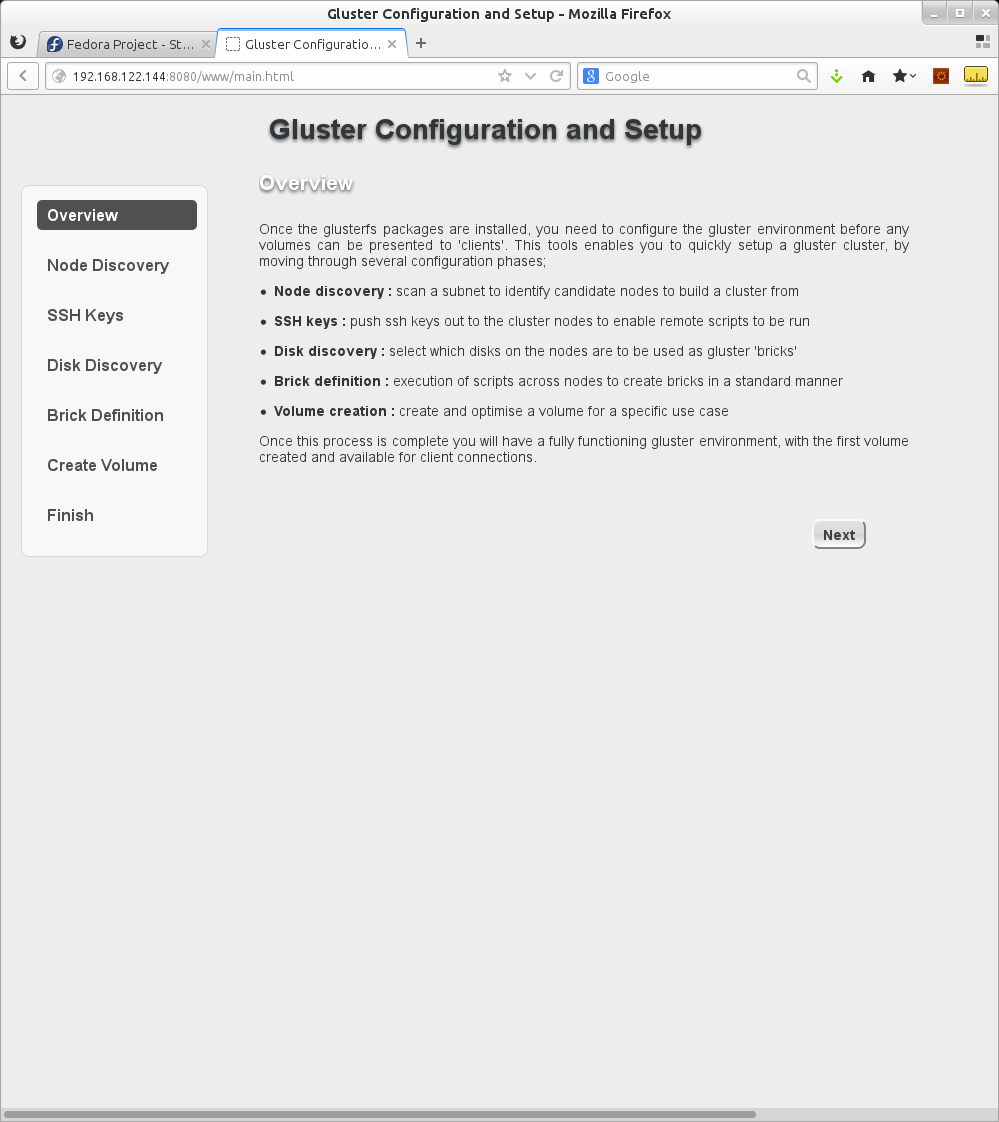 Gluster Configuration and Setup - Mozilla Firefox
Fedora Project - St...
Gluster Configuratio...
192.168.122.144:8080/www/main.html
Google
Gluster Configuration and Setup
Overview
Overview
Node Discovery
SSH Keys
Disk Discovery
Brick Definition
Create Volume
Finish
Once the glusterfs packages are installed, you need to configure the gluster environment before any
volumes can be presented to 'clients'. This tools enables you to quickly setup a gluster cluster, by
moving through several configuration phases;
• Node discovery : scan a subnet to identify candidate nodes to build a cluster from
• SSH keys : push ssh keys out to the cluster nodes to enable remote scripts to be run
• Disk discovery : select which disks on the nodes are to be used as gluster 'bricks'
• Brick definition : execution of scripts across nodes to create bricks in a standard manner
• Volume creation : create and optimise a volume for a specific use case
Once this process is complete you will have a fully functioning gluster environment, with the first volume
created and available for client connections.
Next